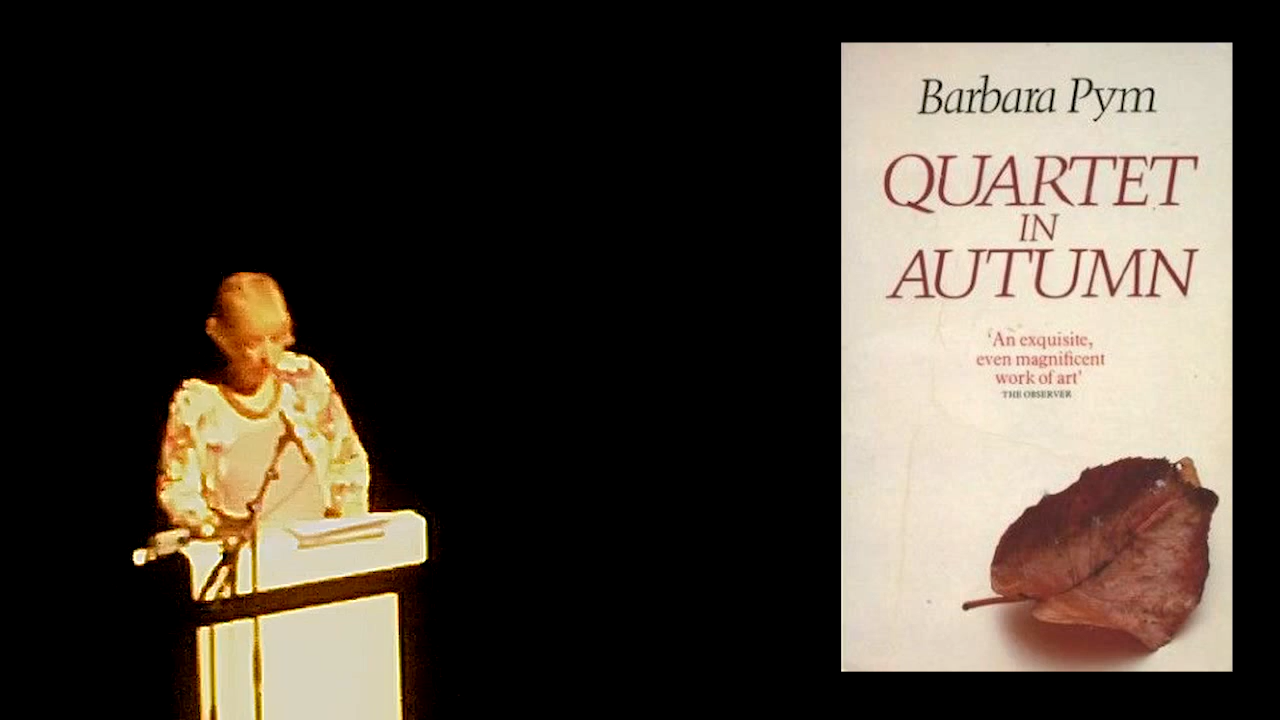 Barbara Pym
QUARTET
IN
AUTUMN
'An exquisite,
even magnificent
work of art'
THE OBSERVER